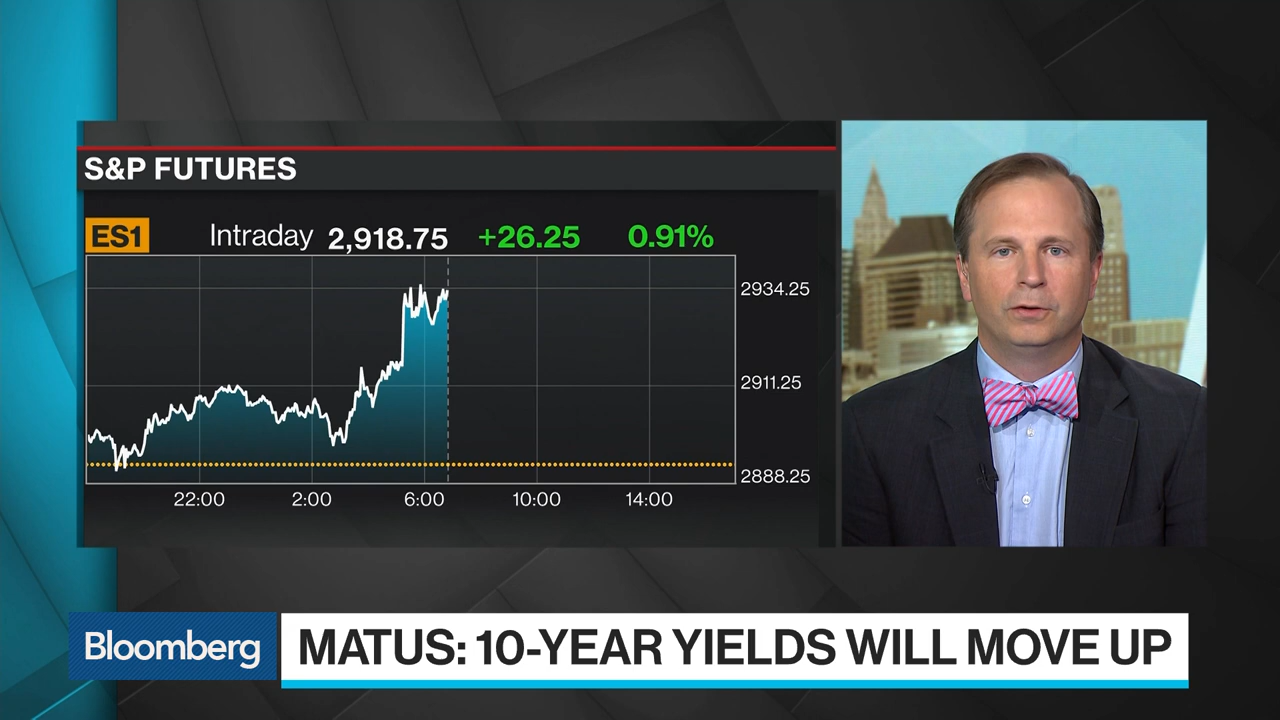 S&P FUTURES
ES1 Intraday 2,918.75 +26.25 0.91%
2934.25
2911.25
2888.25
22:00 2:00 6:00 10:00 14:00
Bloomberg
MATUS: 10-YEAR YIELDS WILL MOVE UP